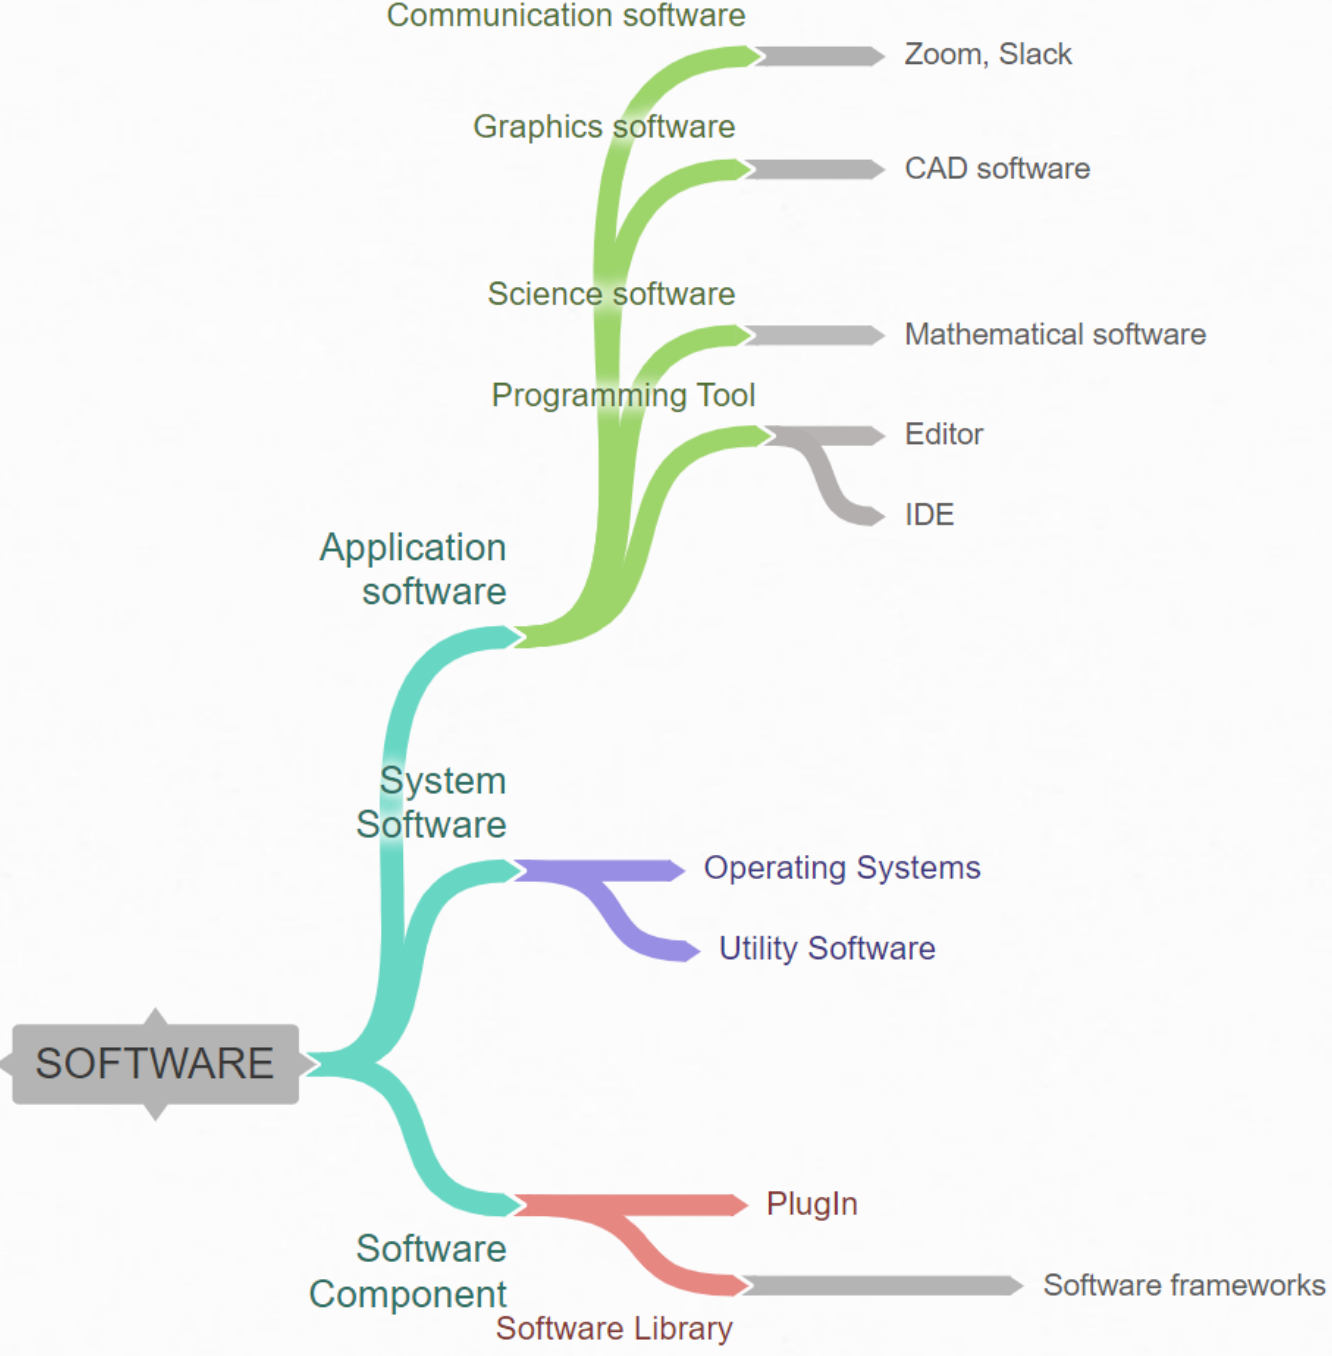 Communication software
Zoom, Slack
Graphics software
CAD software
Science software
Mathematical software
Programming Tool
Editor
IDE
Application
software
System
Software
Operating Systems
Utility Software
SOFTWARE
PlugIn
Software
Component
Software frameworks
Software Library